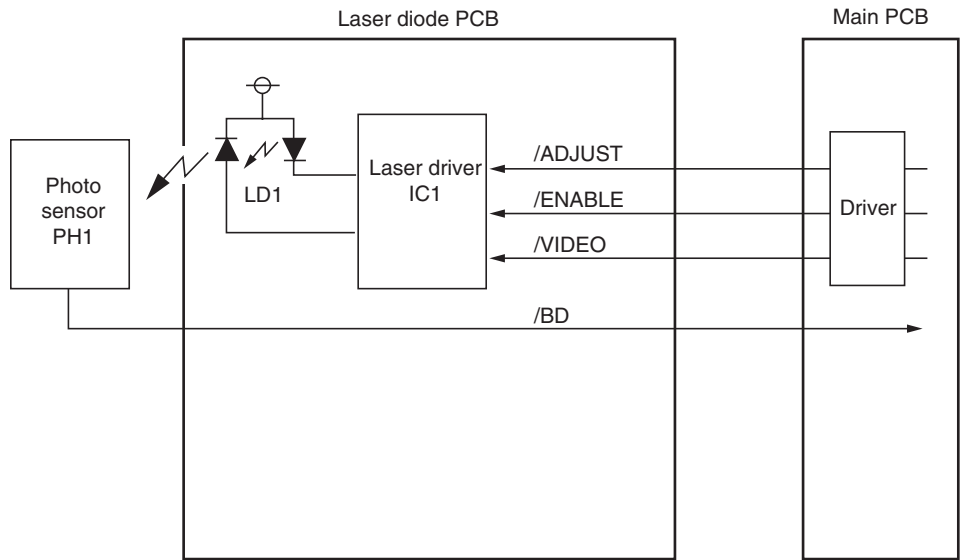 Laser diode PCB
Main PCB
Photo
sensor
PH1
LD1
Laser driver
IC1
/ADJUST
/ENABLE
/VIDEO
Driver
/BD